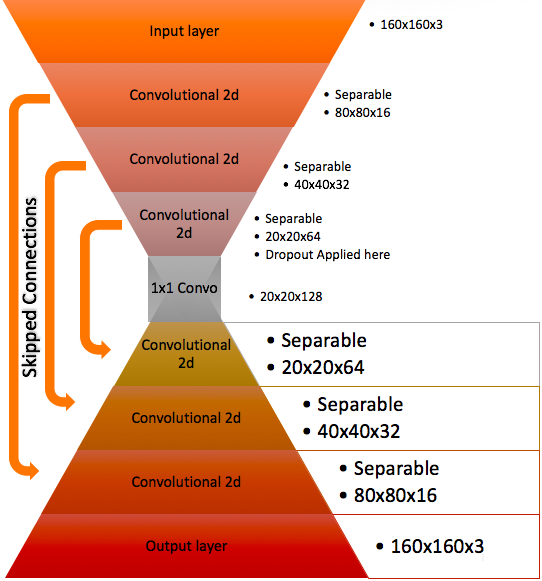 Input layer
• 160x160x3
Convolutional 2d
• Separable
• 80x80x16
Convolutional 2d
• Separable
• 40x40x32
Convolutional
2d
• Separable
• 20x20x64
• Dropout Applied here
1x1 Convo
• 20x20x128
Skipped Connections
Convolutional
2d
• Separable
• 20x20x64
Convolutional 2d
• Separable
• 40x40x32
Convolutional 2d
• Separable
• 80x80x16
Output layer
• 160x160x3